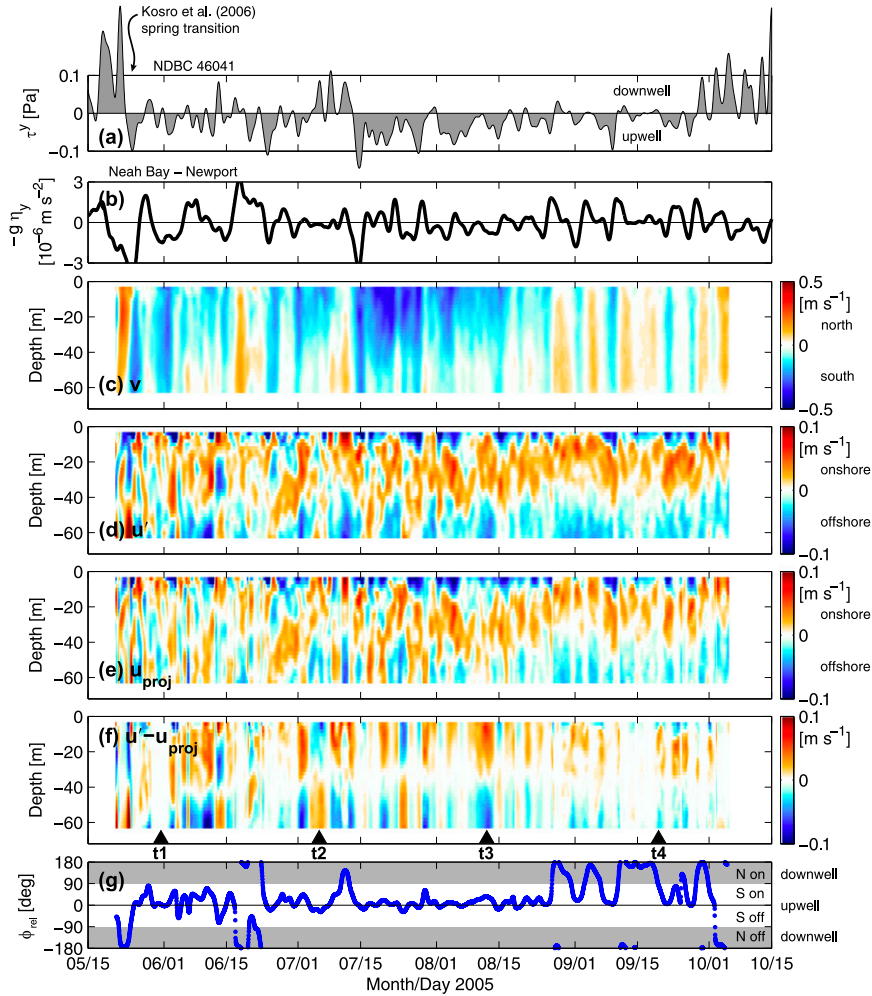 Kosro et al. (2006)
spring transition
NDBC 46041
0.1
0
−0.1
τ^y [Pa]
downwell
upwell
(a)
Neah Bay − Newport
3
0
−3
−g η_y
[10^−6 m s^−2]
(b)
0
−20
−40
−60
Depth [m]
(c) v
0.5
[m s^−1]
north
0
south
−0.5
0
−20
−40
−60
Depth [m]
(d) u′
0.1
[m s^−1]
onshore
0
offshore
−0.1
0
−20
−40
−60
Depth [m]
(e) u_proj
0.1
[m s^−1]
onshore
0
offshore
−0.1
0
−20
−40
−60
Depth [m]
(f) u′−u_proj
0.1
[m s^−1]
0
−0.1
t1 t2 t3 t4
180
90
0
−90
−180
ϕ_rel [deg]
(g)
N on downwell
S on
upwell
S off
N off downwell
05/15 06/01 06/15 07/01 07/15 08/01 08/15 09/01 09/15 10/01 10/15
Month/Day 2005